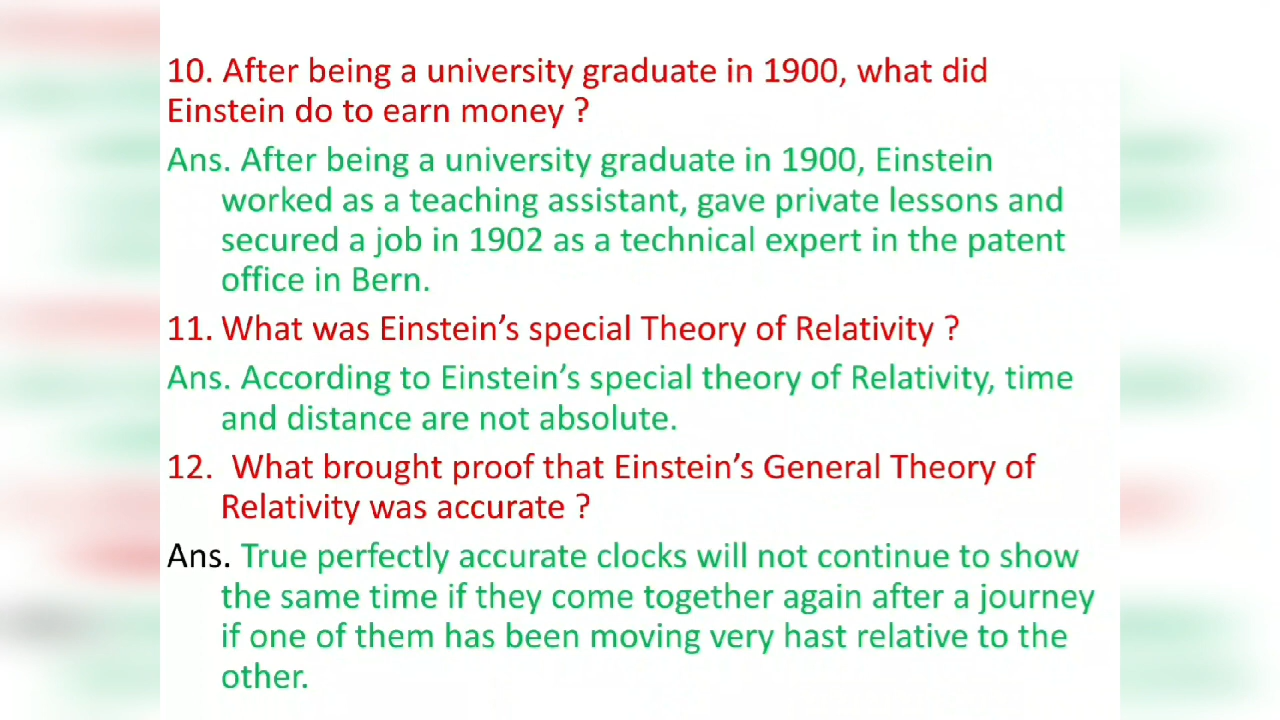 10. After being a university graduate in 1900, what did
Einstein do to earn money ?
Ans. After being a university graduate in 1900, Einstein
worked as a teaching assistant, gave private lessons and
secured a job in 1902 as a technical expert in the patent
office in Bern.
11. What was Einstein's special Theory of Relativity ?
Ans. According to Einstein's special theory of Relativity, time
and distance are not absolute.
12. What brought proof that Einstein's General Theory of
Relativity was accurate ?
Ans. True perfectly accurate clocks will not continue to show
the same time if they come together again after a journey
if one of them has been moving very hast relative to the
other.